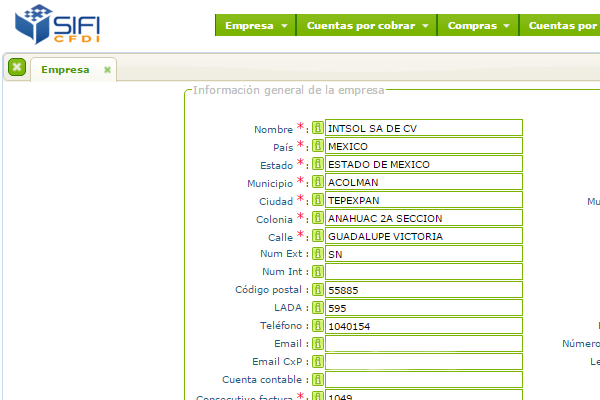 SIFI
CFDI
Empresa Cuentas por cobrar Compras Cuentas por
Empresa
Información general de la empresa
Nombre *: INTSOL SA DE CV
País *: MEXICO
Estado *: ESTADO DE MEXICO
Municipio *: ACOLMAN
Ciudad *: TEPEXPAN
Mu
Colonia *: ANAHUAC 2A SECCION
Calle *: GUADALUPE VICTORIA
Num Ext : SN
Num Int :
Código postal : 55885
LADA : 595
Teléfono : 1040154
Email :
Número
Email CxP :
Le
Cuenta contable :
Consecutivo factura *: 1049